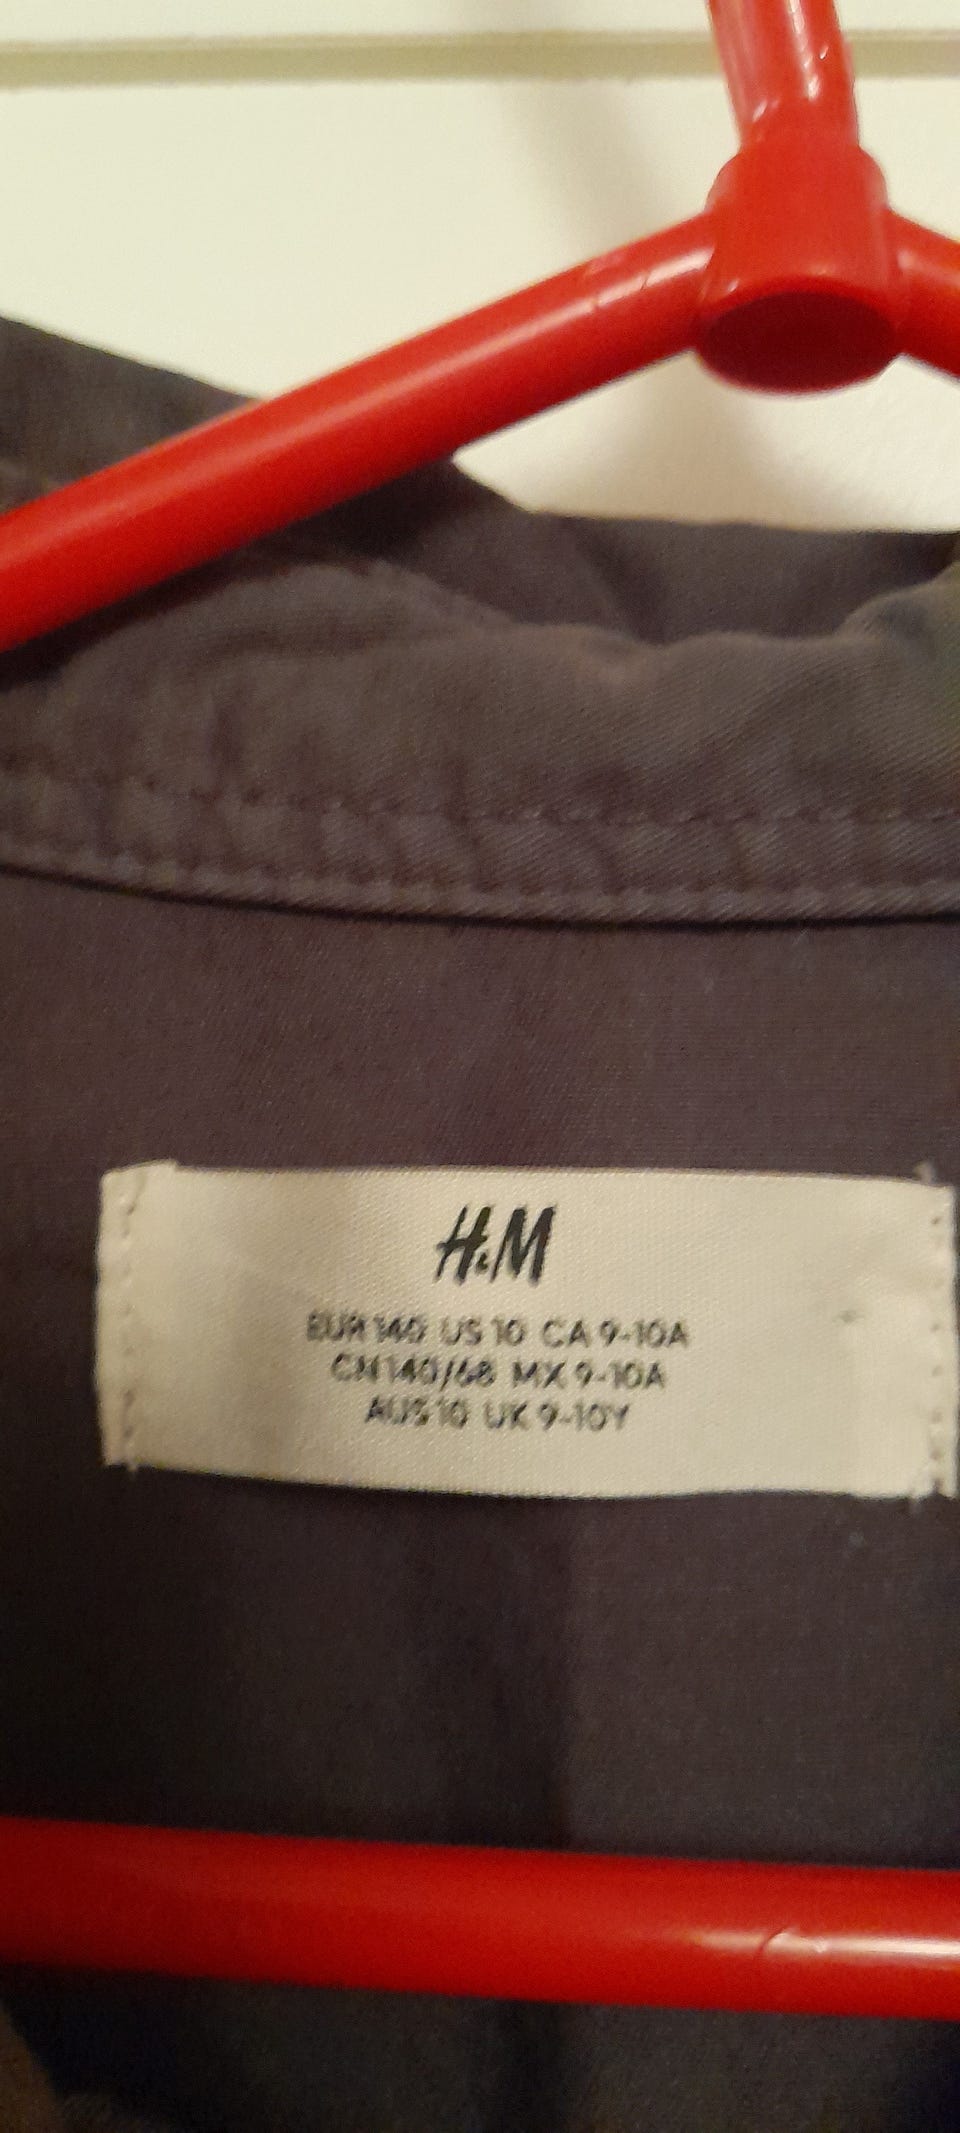 H&M
EUR 140 US 10 CA 9-10A
CN 140/68 MX 9-10A
AUS 10 UK 9-10Y